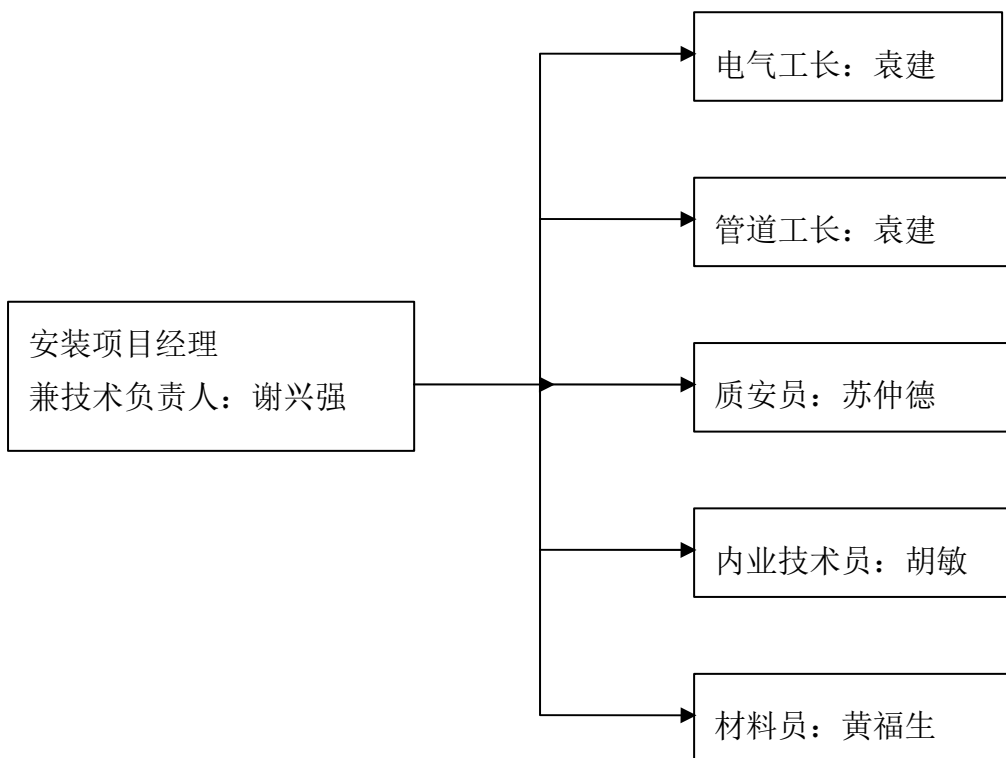 电气工长：袁建
管道工长：袁建
安装项目经理
兼技术负责人：谢兴强
质安员：苏仲德
内业技术员：胡敏
材料员：黄福生